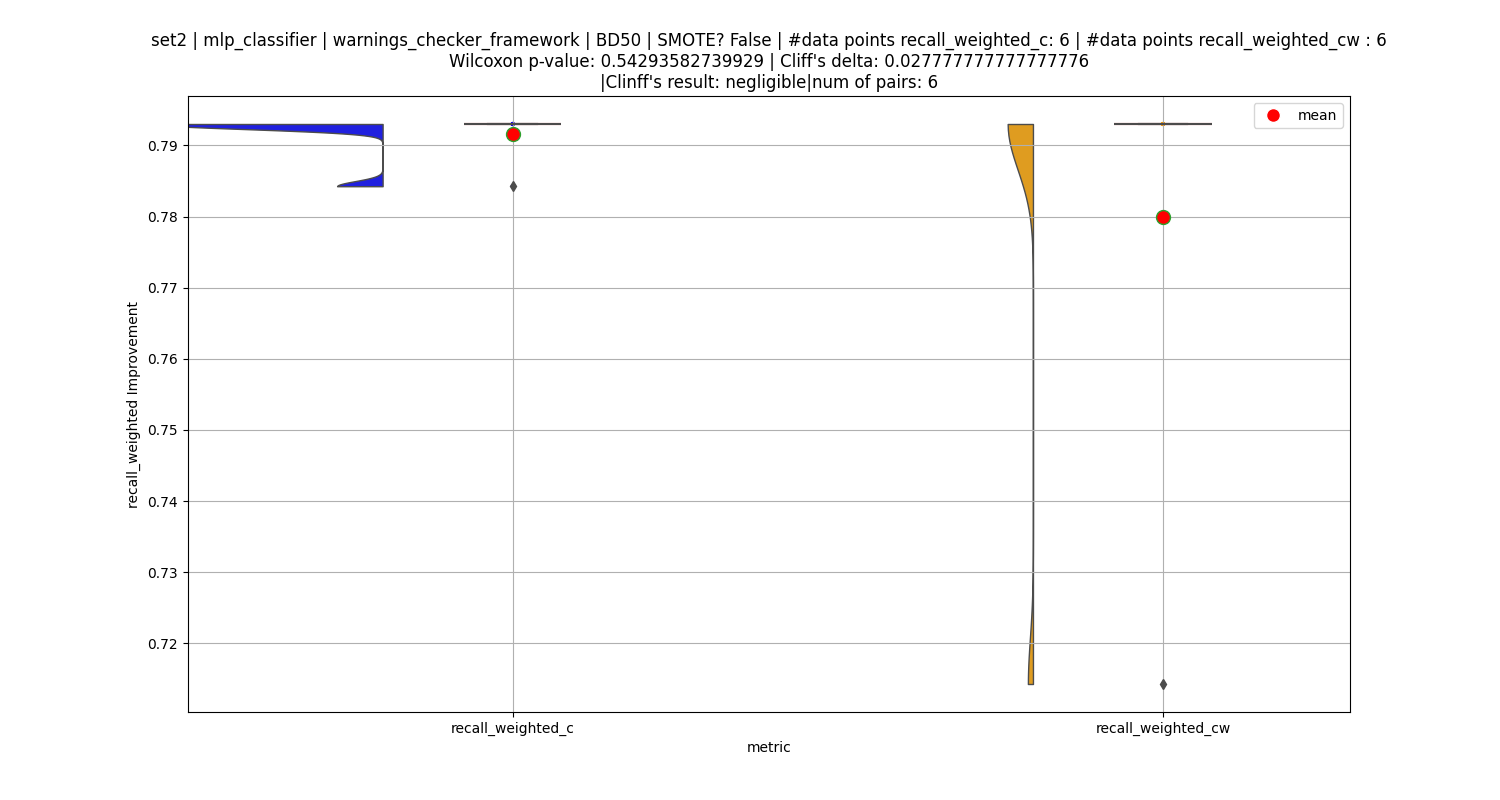 set2 | mlp_classifier | warnings_checker_framework | BD50 | SMOTE? False | #data points recall_weighted_c: 6 | #data points recall_weighted_cw : 6
Wilcoxon p-value: 0.54293582739929 | Cliff's delta: 0.027777777777777776
|Clinff's result: negligible|num of pairs: 6
mean
0.79
0.78
0.77
0.76
0.75
0.74
0.73
0.72
recall_weighted Improvement
recall_weighted_c
recall_weighted_cw
metric